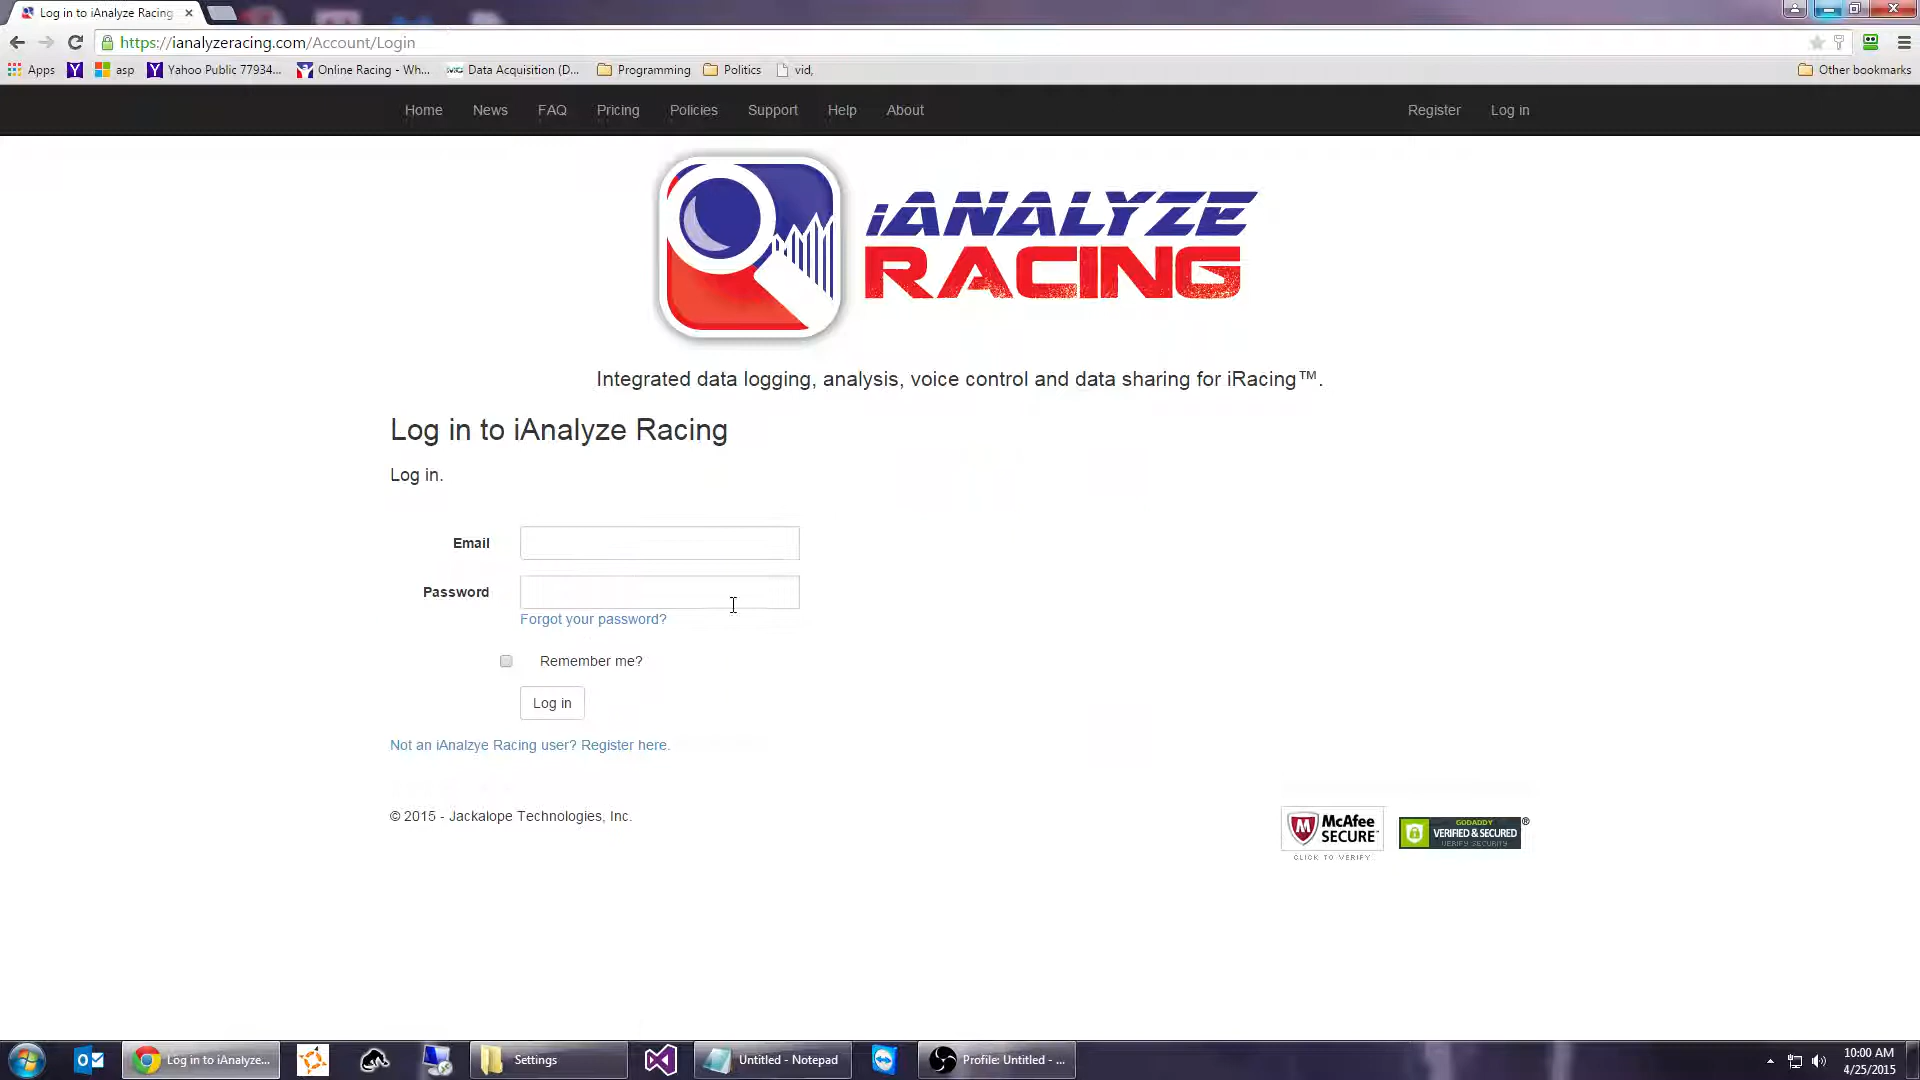 Log in to iAnalyze Racing
https://ianalyzeracing.com/Account/Login
Apps asp Yahoo Public 77934... Online Racing - Wh... Data Acquisition (D... Programming Politics vid, Other bookmarks
Home News FAQ Pricing Policies Support Help About Register Log in
iANALYZE
RACING
Integrated data logging, analysis, voice control and data sharing for iRacing™.
Log in to iAnalyze Racing
Log in.
Email
Password
Forgot your password?
Remember me?
Log in
Not an iAnalzye Racing user? Register here.
© 2015 - Jackalope Technologies, Inc.
McAfee
SECURE™
CLICK TO VERIFY
GODADDY
VERIFIED & SECURED
VERIFY SECURITY
®
Log in to iAnalyze... Settings Untitled - Notepad Profile: Untitled - ...
10:00 AM
4/25/2015